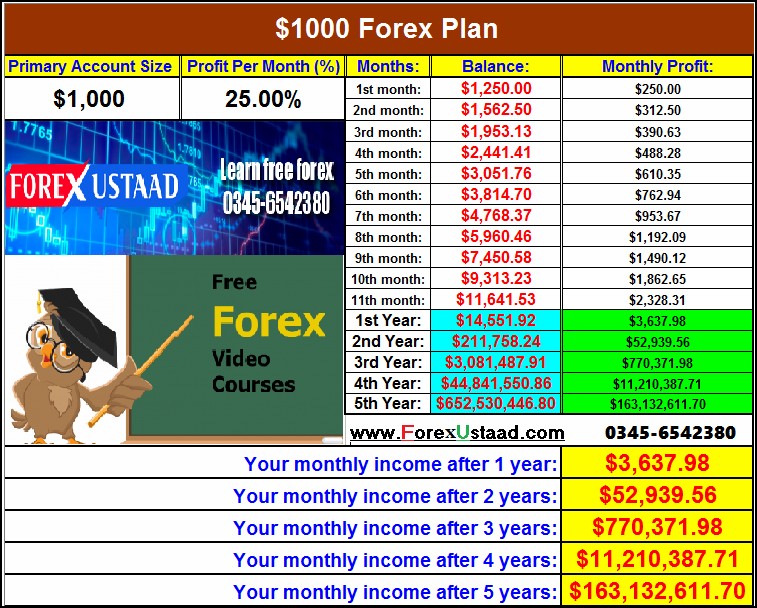 $1000 Forex Plan
Primary Account Size Profit Per Month (%) Months: Balance: Monthly Profit:
$1,000 25.00%
1st month: $1,250.00 $250.00
2nd month: $1,562.50 $312.50
3rd month: $1,953.13 $390.63
4th month: $2,441.41 $488.28
5th month: $3,051.76 $610.35
6th month: $3,814.70 $762.94
7th month: $4,768.37 $953.67
8th month: $5,960.46 $1,192.09
9th month: $7,450.58 $1,490.12
10th month: $9,313.23 $1,862.65
11th month: $11,641.53 $2,328.31
1st Year: $14,551.92 $3,637.98
2nd Year: $211,758.24 $52,939.56
3rd Year: $3,081,487.91 $770,371.98
4th Year: $44,841,550.86 $11,210,387.71
5th Year: $652,530,446.80 $163,132,611.70
1.7765
FOREX USTAAD
Learn free forex
0345-6542380
Free
Forex
Video
Courses
www.ForexUstaad.com 0345-6542380
Your monthly income after 1 year: $3,637.98
Your monthly income after 2 years: $52,939.56
Your monthly income after 3 years: $770,371.98
Your monthly income after 4 years: $11,210,387.71
Your monthly income after 5 years: $163,132,611.70